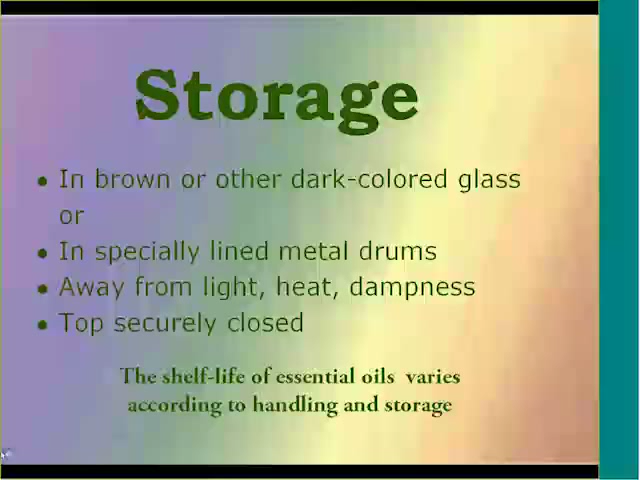 Storage
• In brown or other dark-colored glass
or
• In specially lined metal drums
• Away from light, heat, dampness
• Top securely closed
The shelf-life of essential oils varies
according to handling and storage